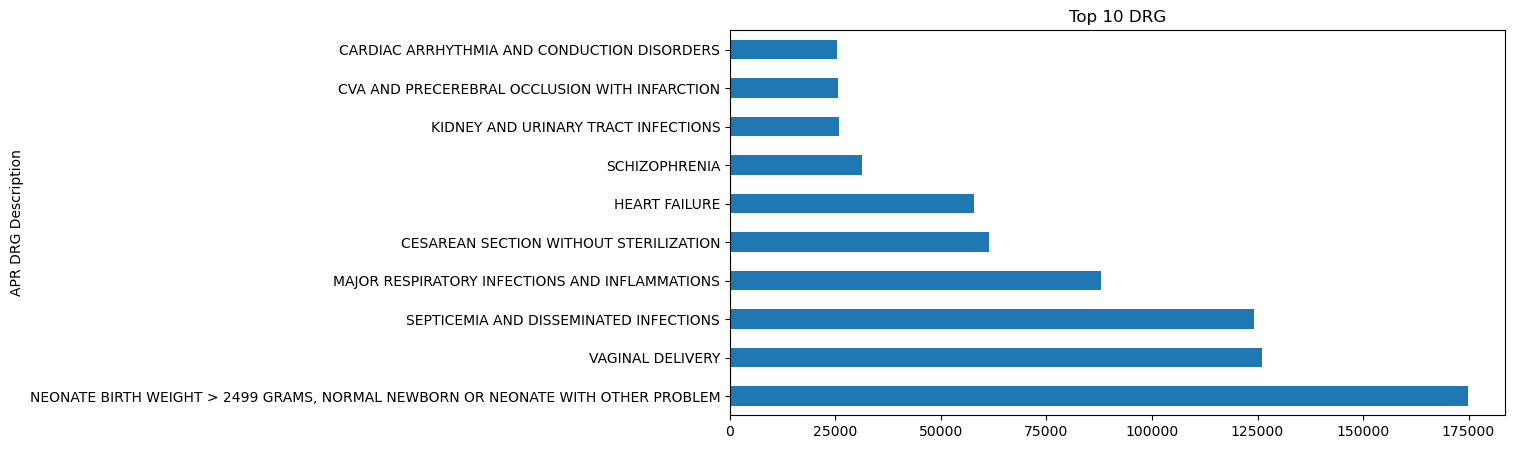 Top 10 DRG
APR DRG Description
CARDIAC ARRHYTHMIA AND CONDUCTION DISORDERS
CVA AND PRECEREBRAL OCCLUSION WITH INFARCTION
KIDNEY AND URINARY TRACT INFECTIONS
SCHIZOPHRENIA
HEART FAILURE
CESAREAN SECTION WITHOUT STERILIZATION
MAJOR RESPIRATORY INFECTIONS AND INFLAMMATIONS
SEPTICEMIA AND DISSEMINATED INFECTIONS
VAGINAL DELIVERY
NEONATE BIRTH WEIGHT > 2499 GRAMS, NORMAL NEWBORN OR NEONATE WITH OTHER PROBLEM
0 25000 50000 75000 100000 125000 150000 175000